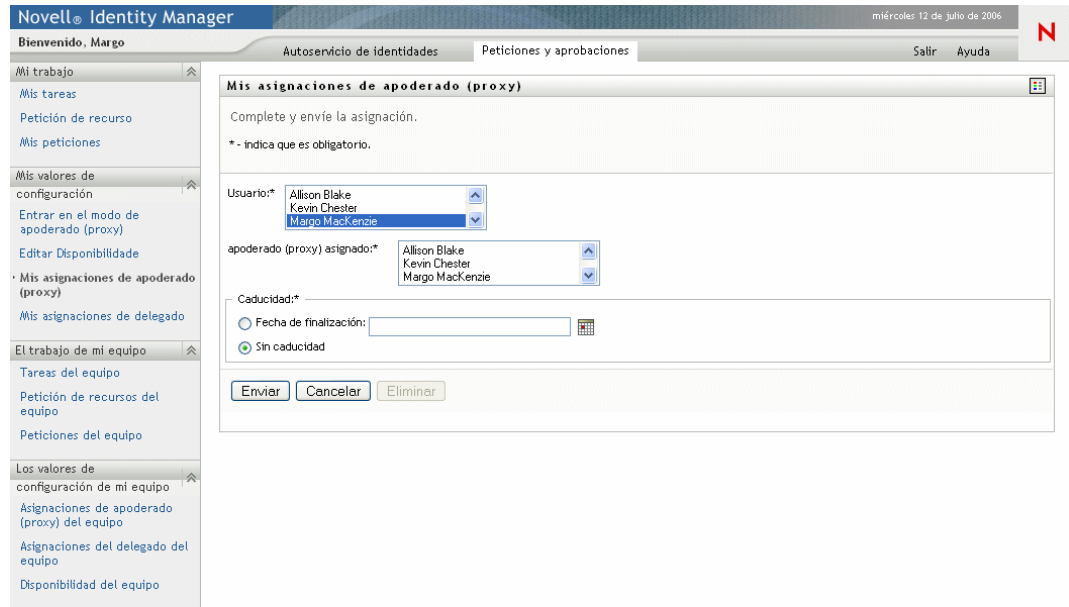 Novell® Identity Manager
miércoles 12 de julio de 2006
N
Bienvenido, Margo
Autoservicio de identidades
Peticiones y aprobaciones
Salir
Ayuda
Mi trabajo
Mis tareas
Petición de recurso
Mis peticiones
Mis valores de
configuración
Entrar en el modo de
apoderado (proxy)
Editar Disponibilidade
· Mis asignaciones de apoderado
(proxy)
Mis asignaciones de delegado
El trabajo de mi equipo
Tareas del equipo
Petición de recursos del
equipo
Peticiones del equipo
Los valores de
configuración de mi equipo
Asignaciones de apoderado
(proxy) del equipo
Asignaciones del delegado del
equipo
Disponibilidad del equipo
Mis asignaciones de apoderado (proxy)
Complete y envíe la asignación.
* - indica que es obligatorio.
Usuario:*
Allison Blake
Kevin Chester
Margo MacKenzie
apoderado (proxy) asignado:*
Allison Blake
Kevin Chester
Margo MacKenzie
Caducidad:*
Fecha de finalización:
Sin caducidad
Enviar
Cancelar
Eliminar